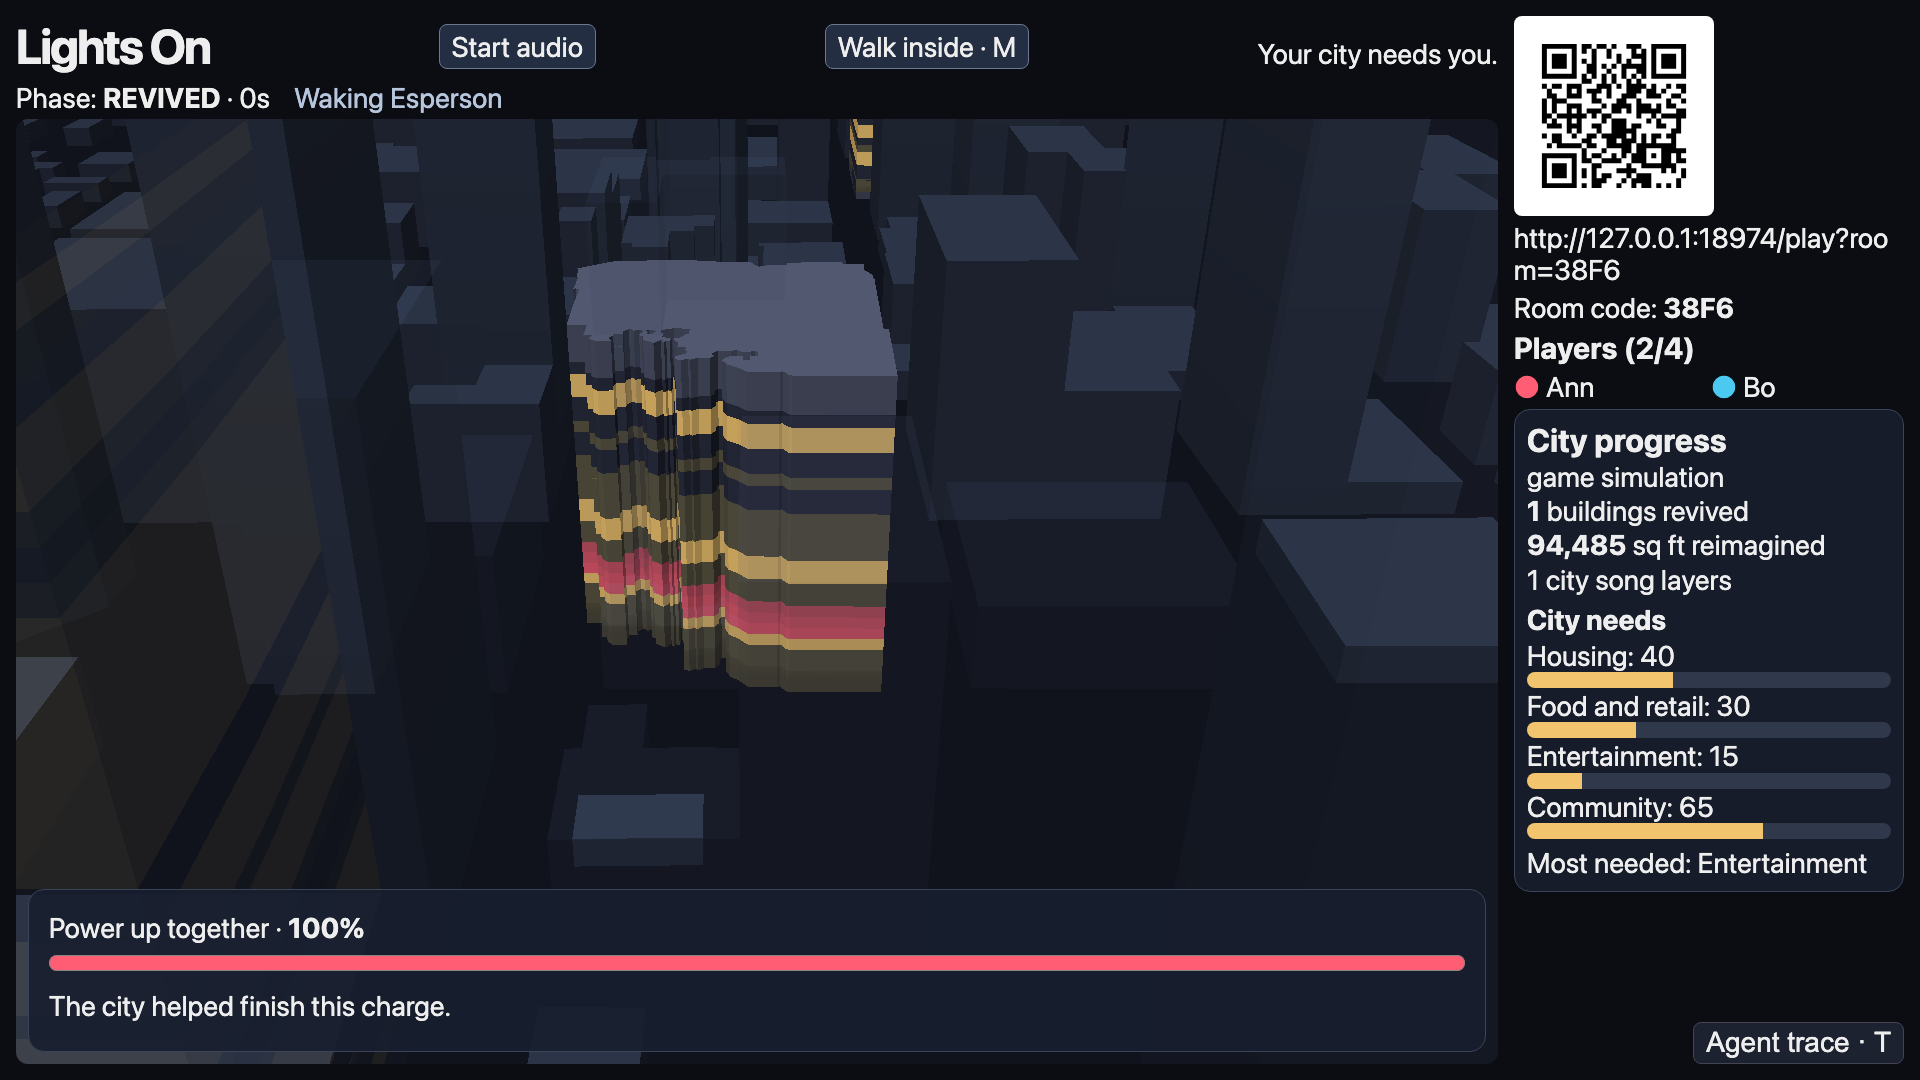 Lights On
Start audio
Walk inside · M
Your city needs you.
Phase: REVIVED · 0s Waking Esperson
http://127.0.0.1:18974/play?roo
m=38F6
Room code: 38F6
Players (2/4)
Ann
Bo
City progress
game simulation
1 buildings revived
94,485 sq ft reimagined
1 city song layers
City needs
Housing: 40
Food and retail: 30
Entertainment: 15
Community: 65
Most needed: Entertainment
Power up together · 100%
The city helped finish this charge.
Agent trace · T